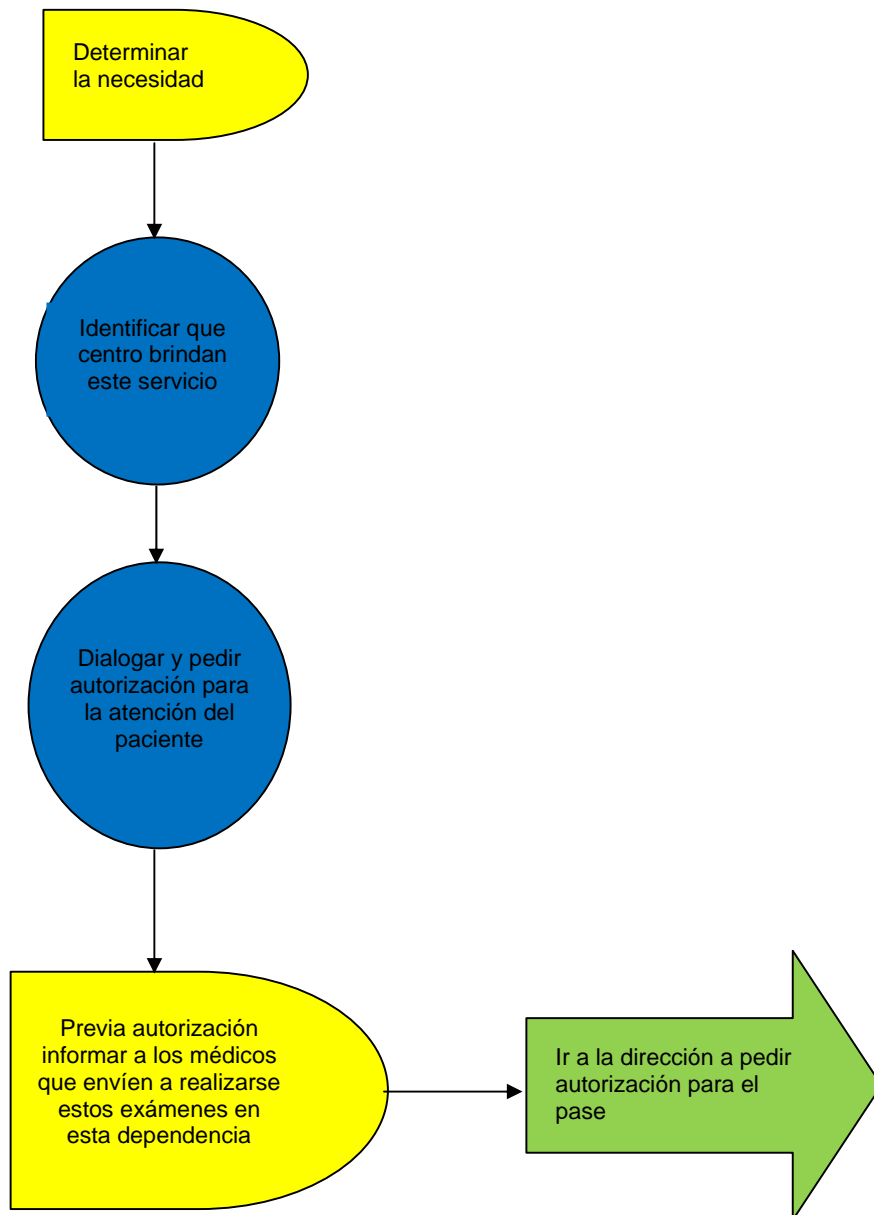 Determinar
la necesidad
Identificar que
centro brindan
este servicio
Dialogar y pedir
autorización para
la atención del
paciente
Previa autorización
informar a los médicos
que envíen a realizarse
estos exámenes en
esta dependencia
Ir a la dirección a pedir
autorización para el
pase